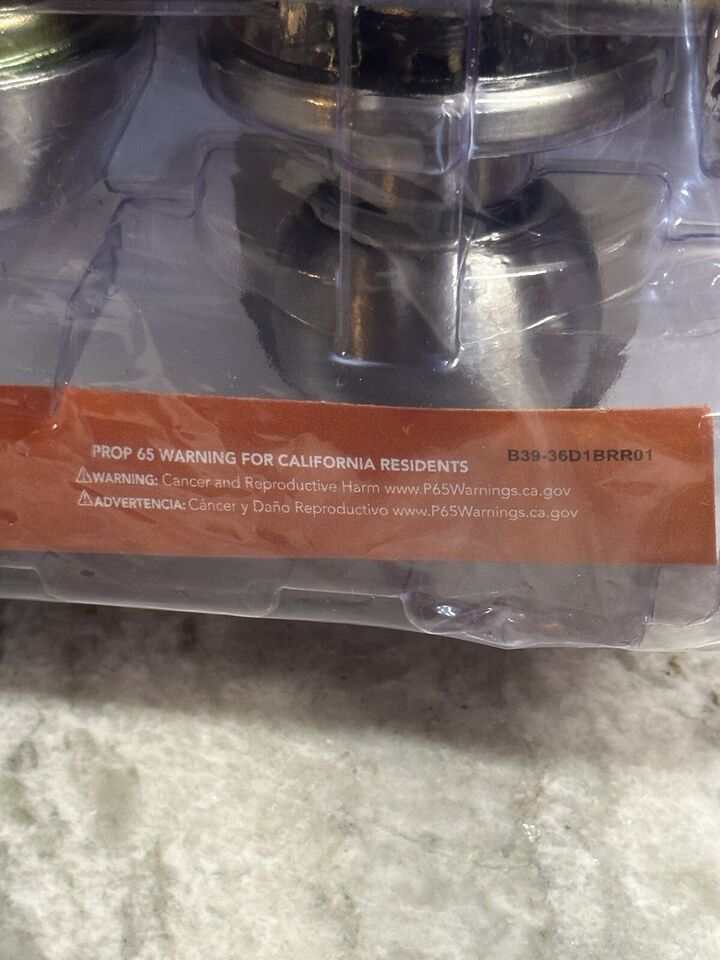 PROP 65 WARNING FOR CALIFORNIA RESIDENTS B39-36D1BRR01
⚠WARNING: Cancer and Reproductive Harm www.P65Warnings.ca.gov
⚠ADVERTENCIA: Cáncer y Daño Reproductivo www.P65Warnings.ca.gov